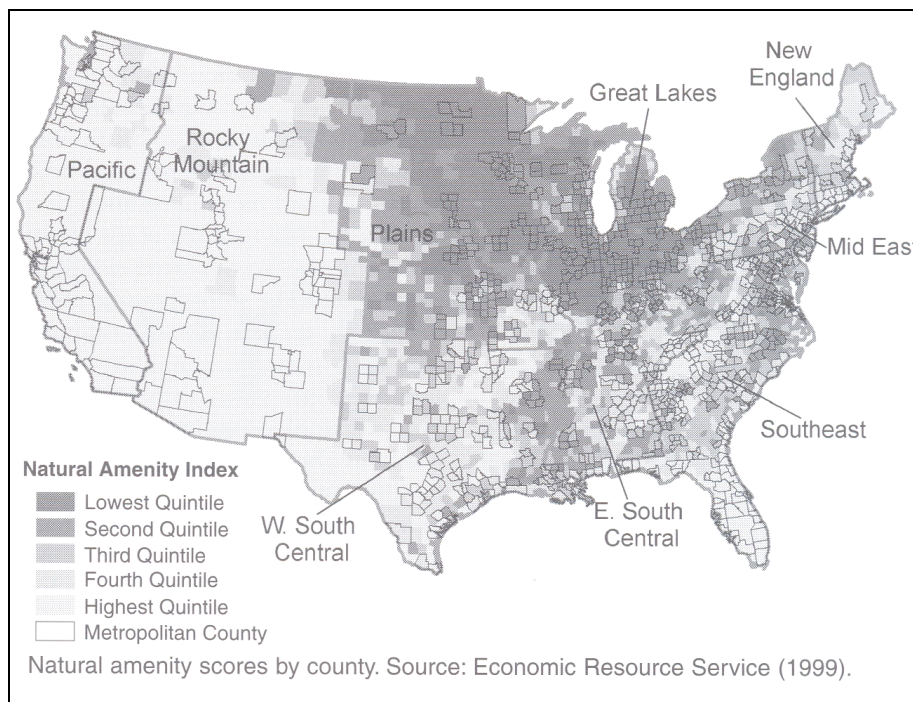 New
England
Great Lakes
Rocky
Mountain
Pacific
Plains
Mid East
Southeast
W. South
Central
E. South
Central
Natural Amenity Index
Lowest Quintile
Second Quintile
Third Quintile
Fourth Quintile
Highest Quintile
Metropolitan County
Natural amenity scores by county. Source: Economic Resource Service (1999).